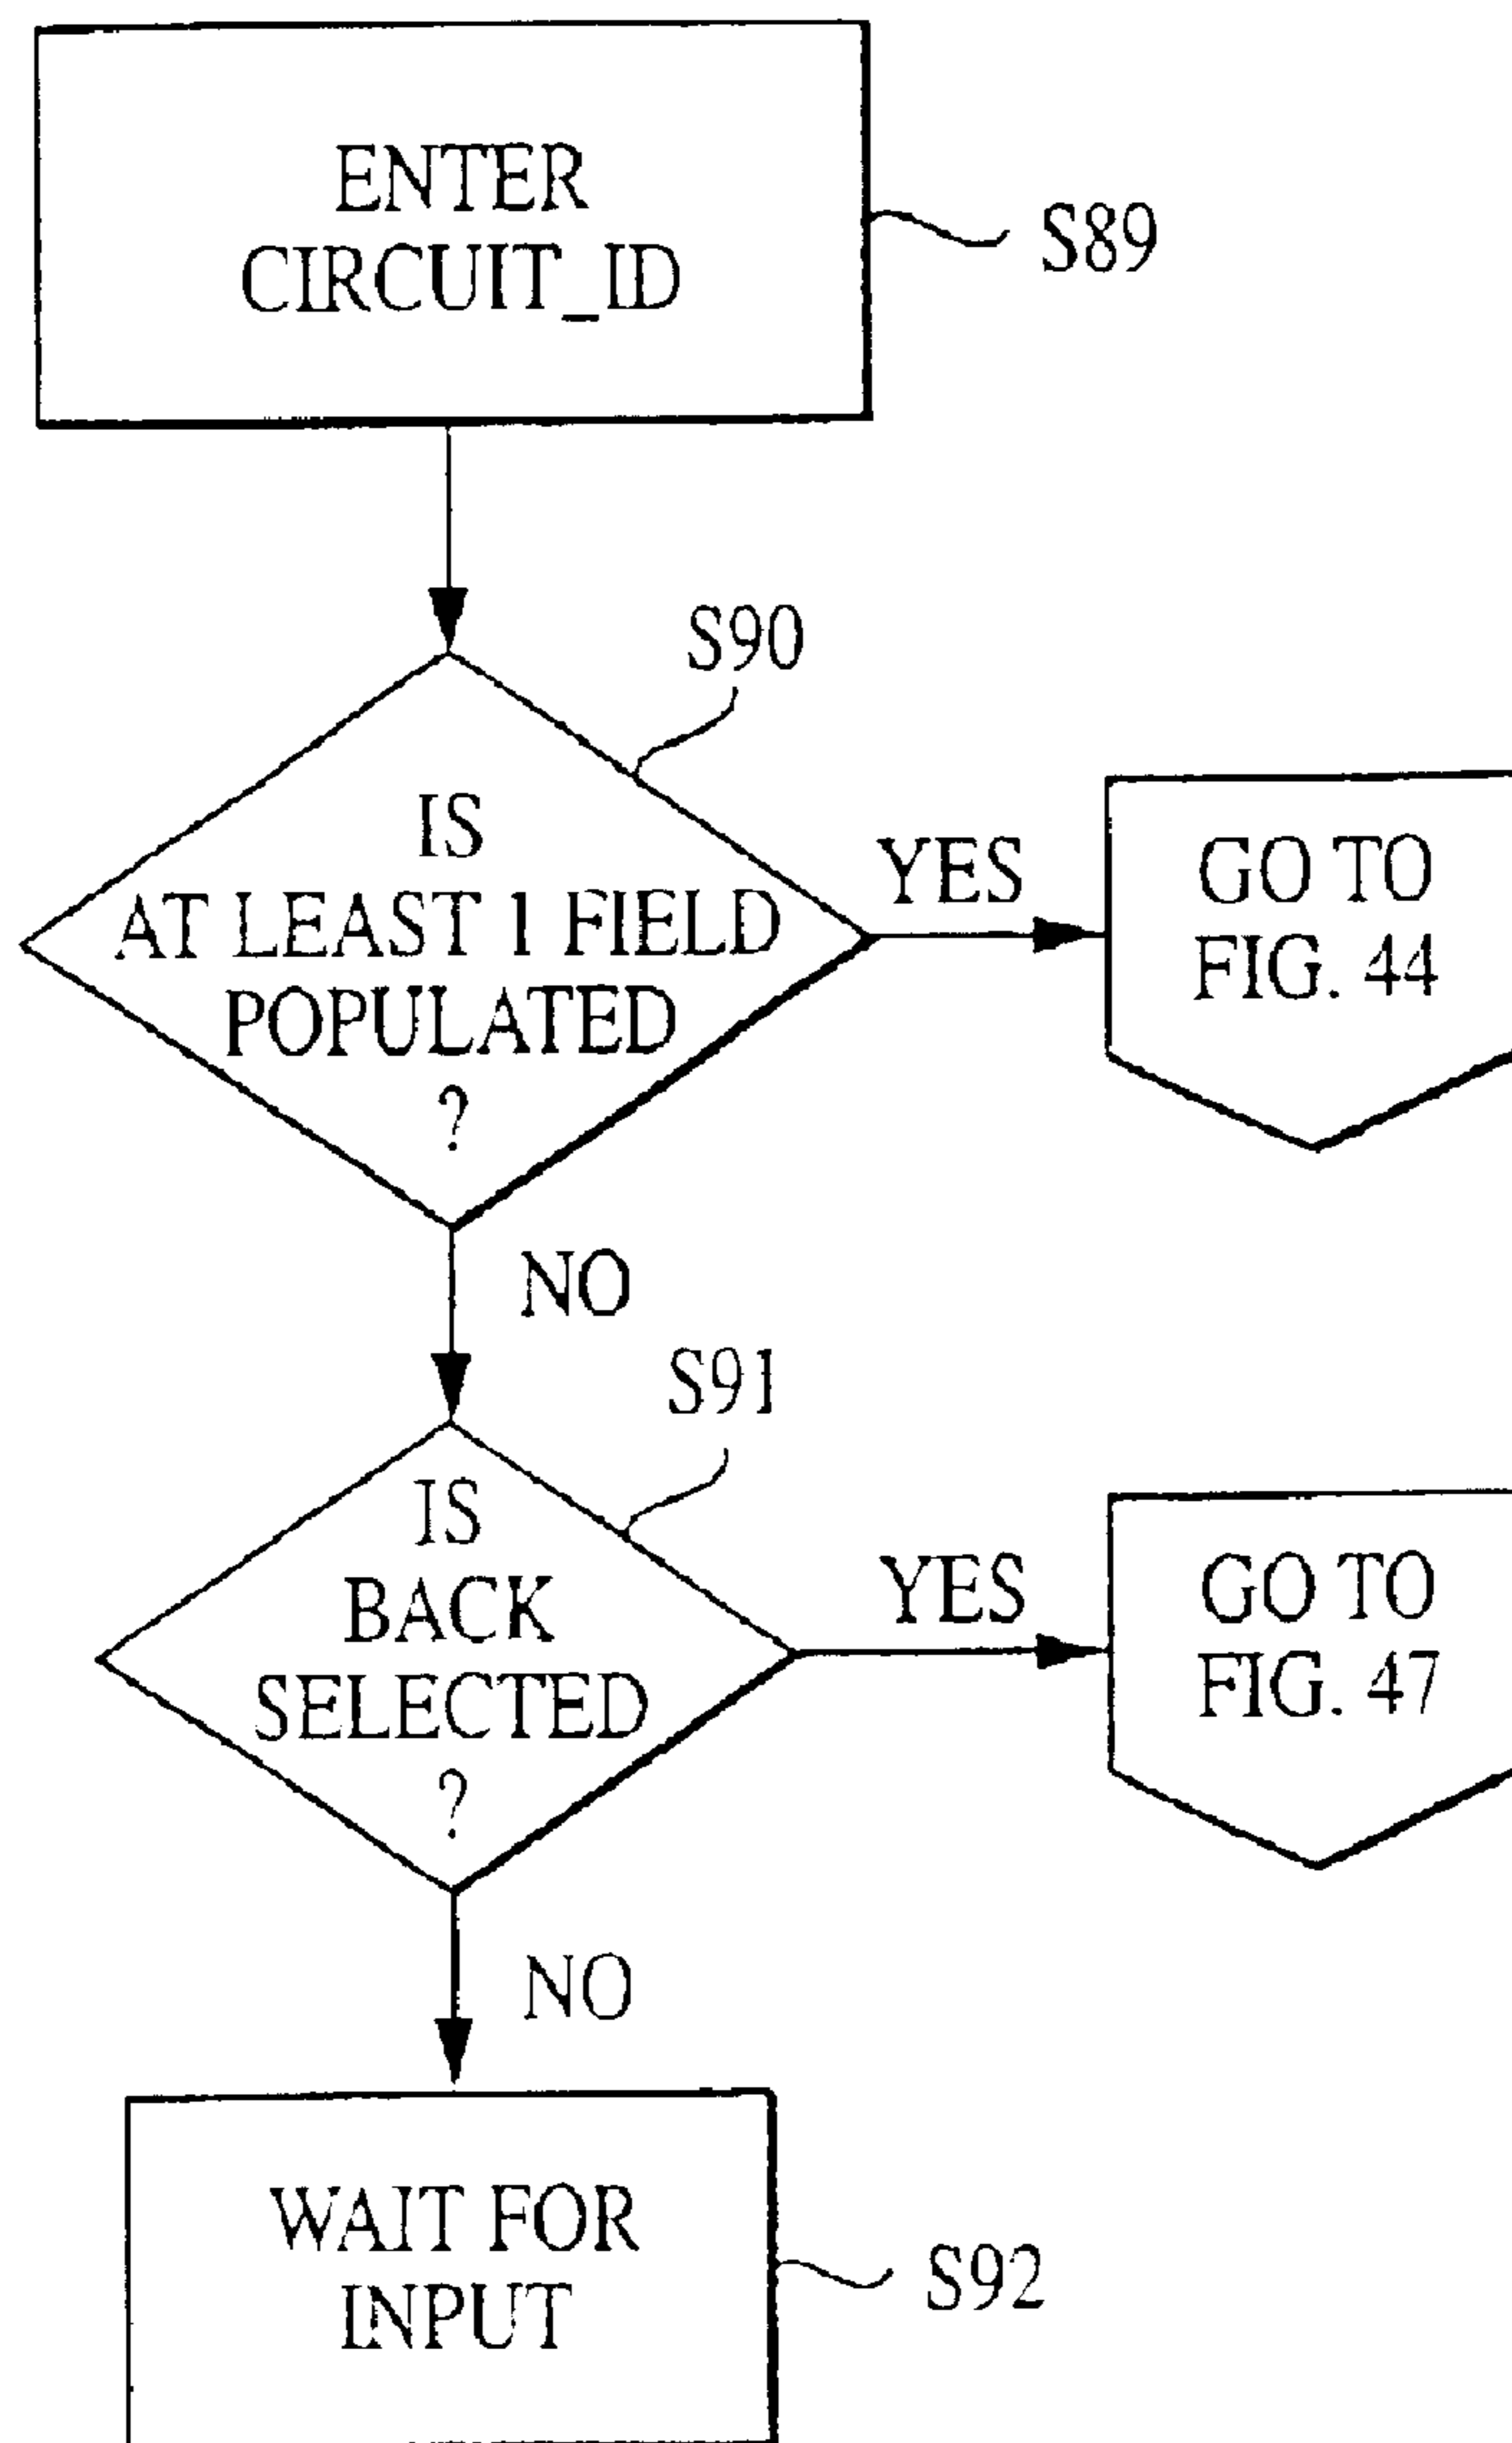 ENTER
CIRCUIT_ID
S89
S90
IS
AT LEAST 1 FIELD
POPULATED
?
YES
GO TO
FIG. 44
NO
S91
IS
BACK
SELECTED
?
YES
GO TO
FIG. 47
NO
WAIT FOR
INPUT
S92